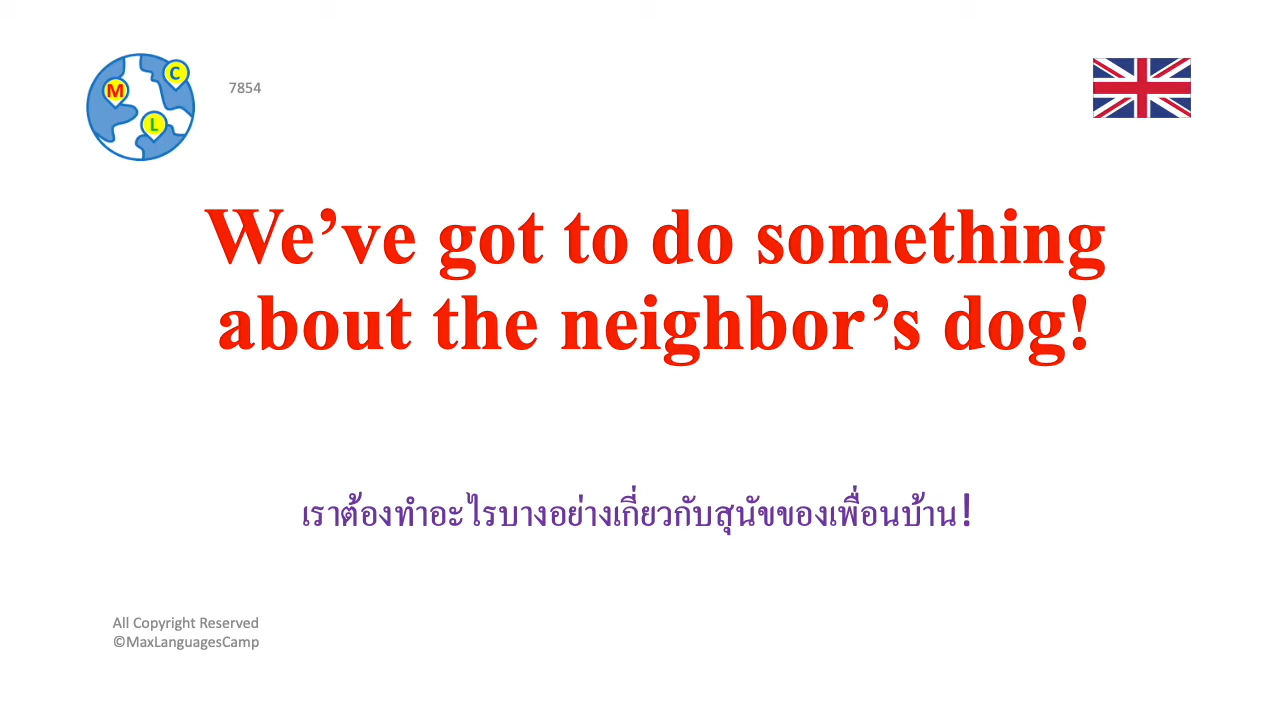 M
C
L
7854
We’ve got to do something
about the neighbor’s dog!
เราต้องทำอะไรบางอย่างเกี่ยวกับสุนัขของเพื่อนบ้าน!
All Copyright Reserved
©MaxLanguagesCamp